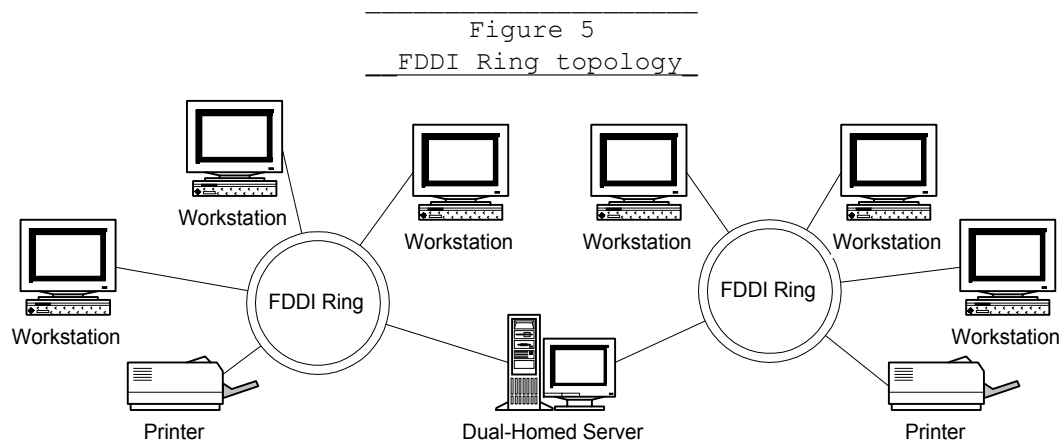 Figure 5
FDDI Ring topology
Workstation
Workstation
Workstation
Workstation
Workstation
Workstation
FDDI Ring
FDDI Ring
Printer
Dual-Homed Server
Printer